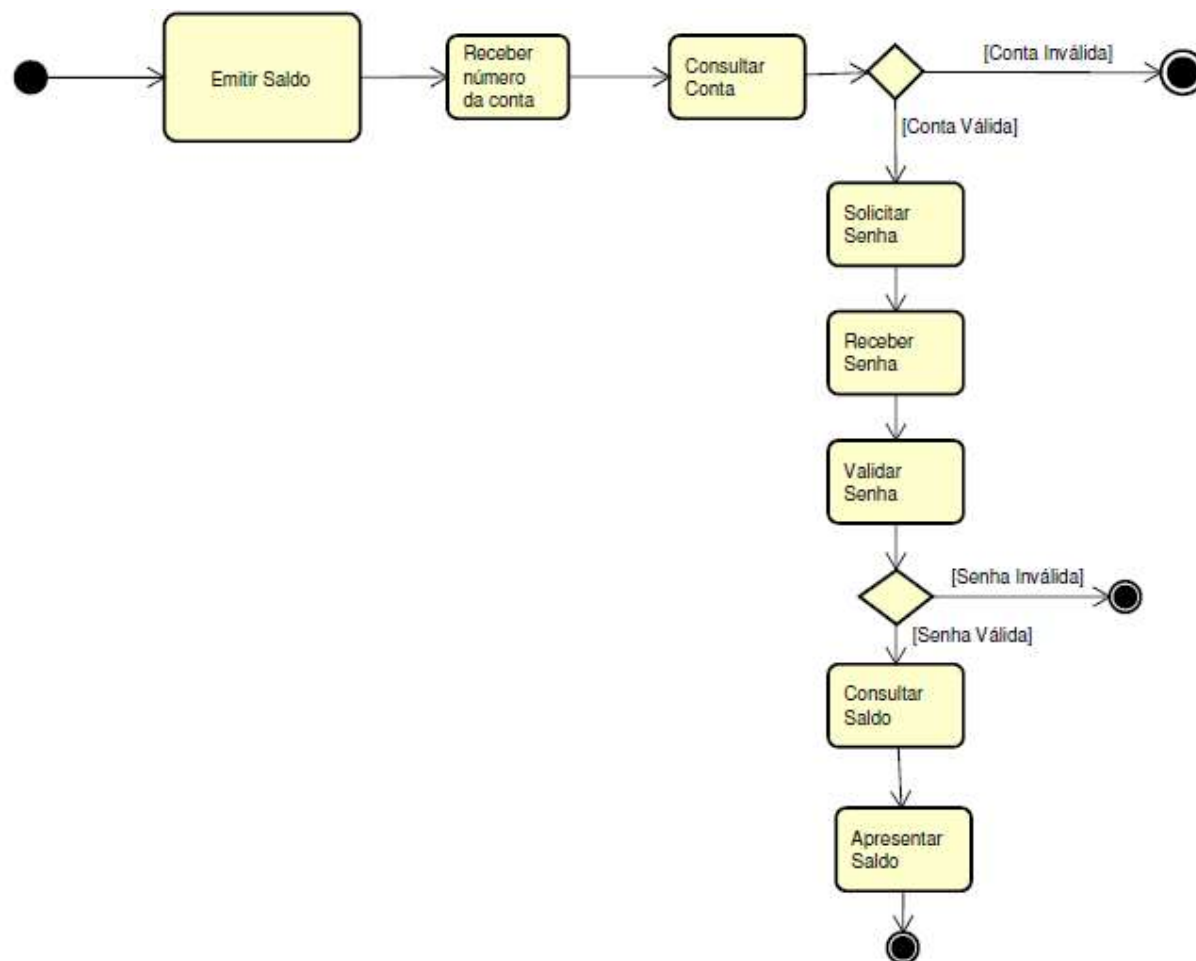 Emitir Saldo
Receber
número
da conta
Consultar
Conta
[Conta Inválida]
[Conta Válida]
Solicitar
Senha
Receber
Senha
Validar
Senha
[Senha Inválida]
[Senha Válida]
Consultar
Saldo
Apresentar
Saldo